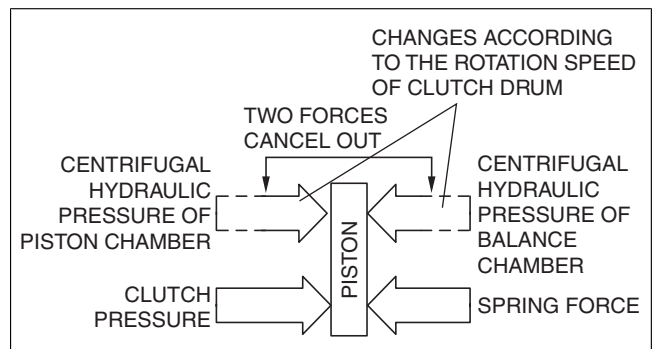 CHANGES ACCORDING
TO THE ROTATION SPEED
OF CLUTCH DRUM
TWO FORCES
CANCEL OUT
CENTRIFUGAL
HYDRAULIC
PRESSURE OF
PISTON CHAMBER
CENTRIFUGAL
HYDRAULIC
PRESSURE OF
BALANCE
CHAMBER
PISTON
CLUTCH
PRESSURE
SPRING FORCE